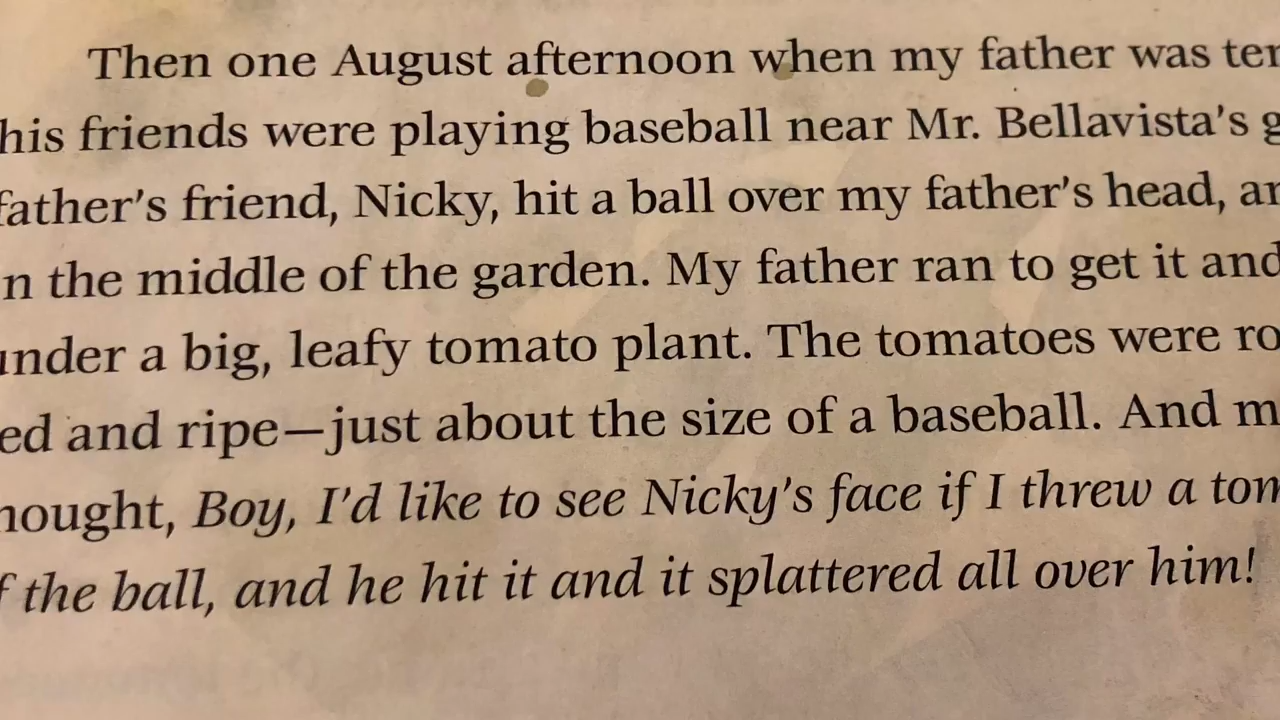 Then one August afternoon when my father was
his friends were playing baseball near Mr. Bellavista's
father's friend, Nicky, hit a ball over my father's head,
the middle of the garden. My father ran to get it and
under a big, leafy tomato plant. The tomatoes were
and ripe—just about the size of a baseball. And
Boy, I'd like to see Nicky's face if I threw a
the ball, and he hit it and it splattered all over him!